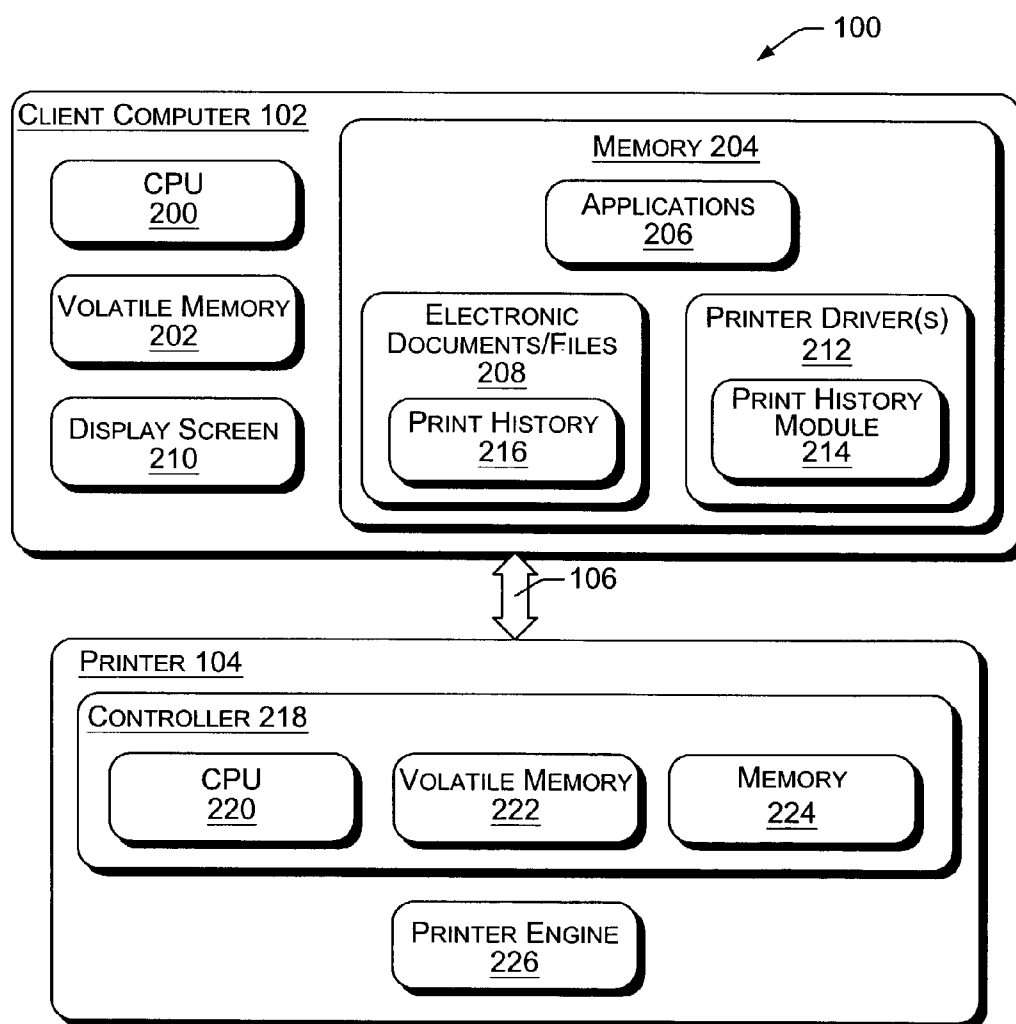 100
CLIENT COMPUTER 102
CPU
200
VOLATILE MEMORY
202
DISPLAY SCREEN
210
MEMORY 204
APPLICATIONS
206
ELECTRONIC
DOCUMENTS/FILES
208
PRINT HISTORY
216
PRINTER DRIVER(S)
212
PRINT HISTORY
MODULE
214
106
PRINTER 104
CONTROLLER 218
CPU
220
VOLATILE MEMORY
222
MEMORY
224
PRINTER ENGINE
226